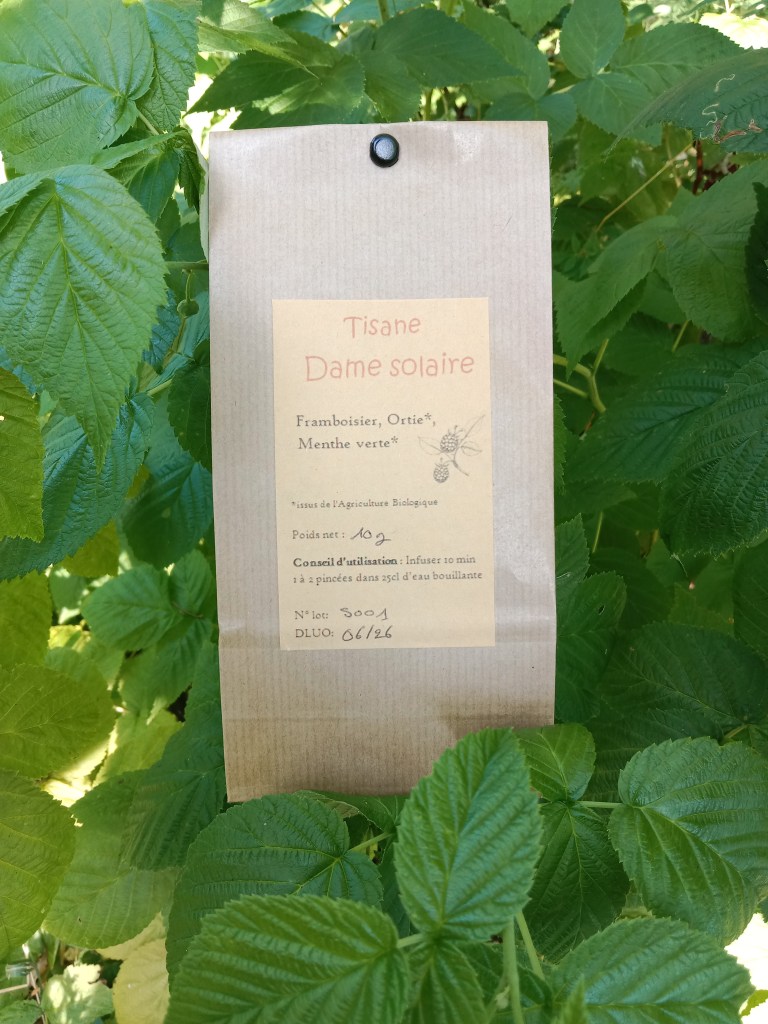 Tisane
Dame solaire
Framboisier, Ortie*,
Menthe verte*
*issus de l'Agriculture Biologique
Poids net : 10g
Conseil d'utilisation : Infuser 10 min
1 à 2 pincées dans 25cl d'eau bouillante
N° lot: S001
DLUO: 06/26